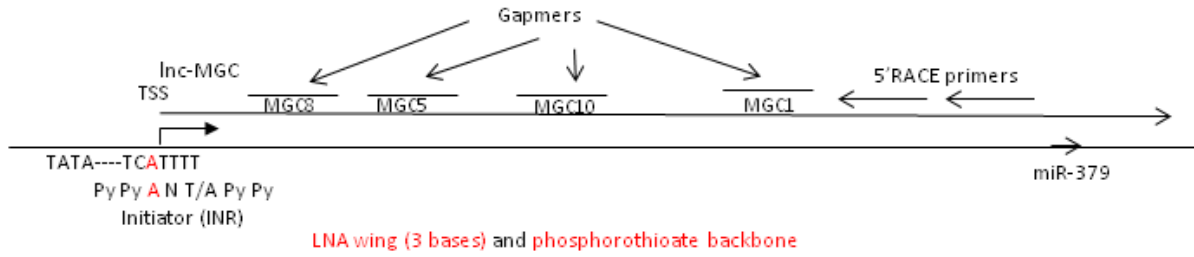 Gapmers
lnc-MGC
TSS
5'RACE primers
MGC8 MGC5 MGC10 MGC1
TATA----TCATTTT
miR-379
Py Py A N T/A Py Py
Initiator (INR)
LNA wing (3 bases) and phosphorothioate backbone